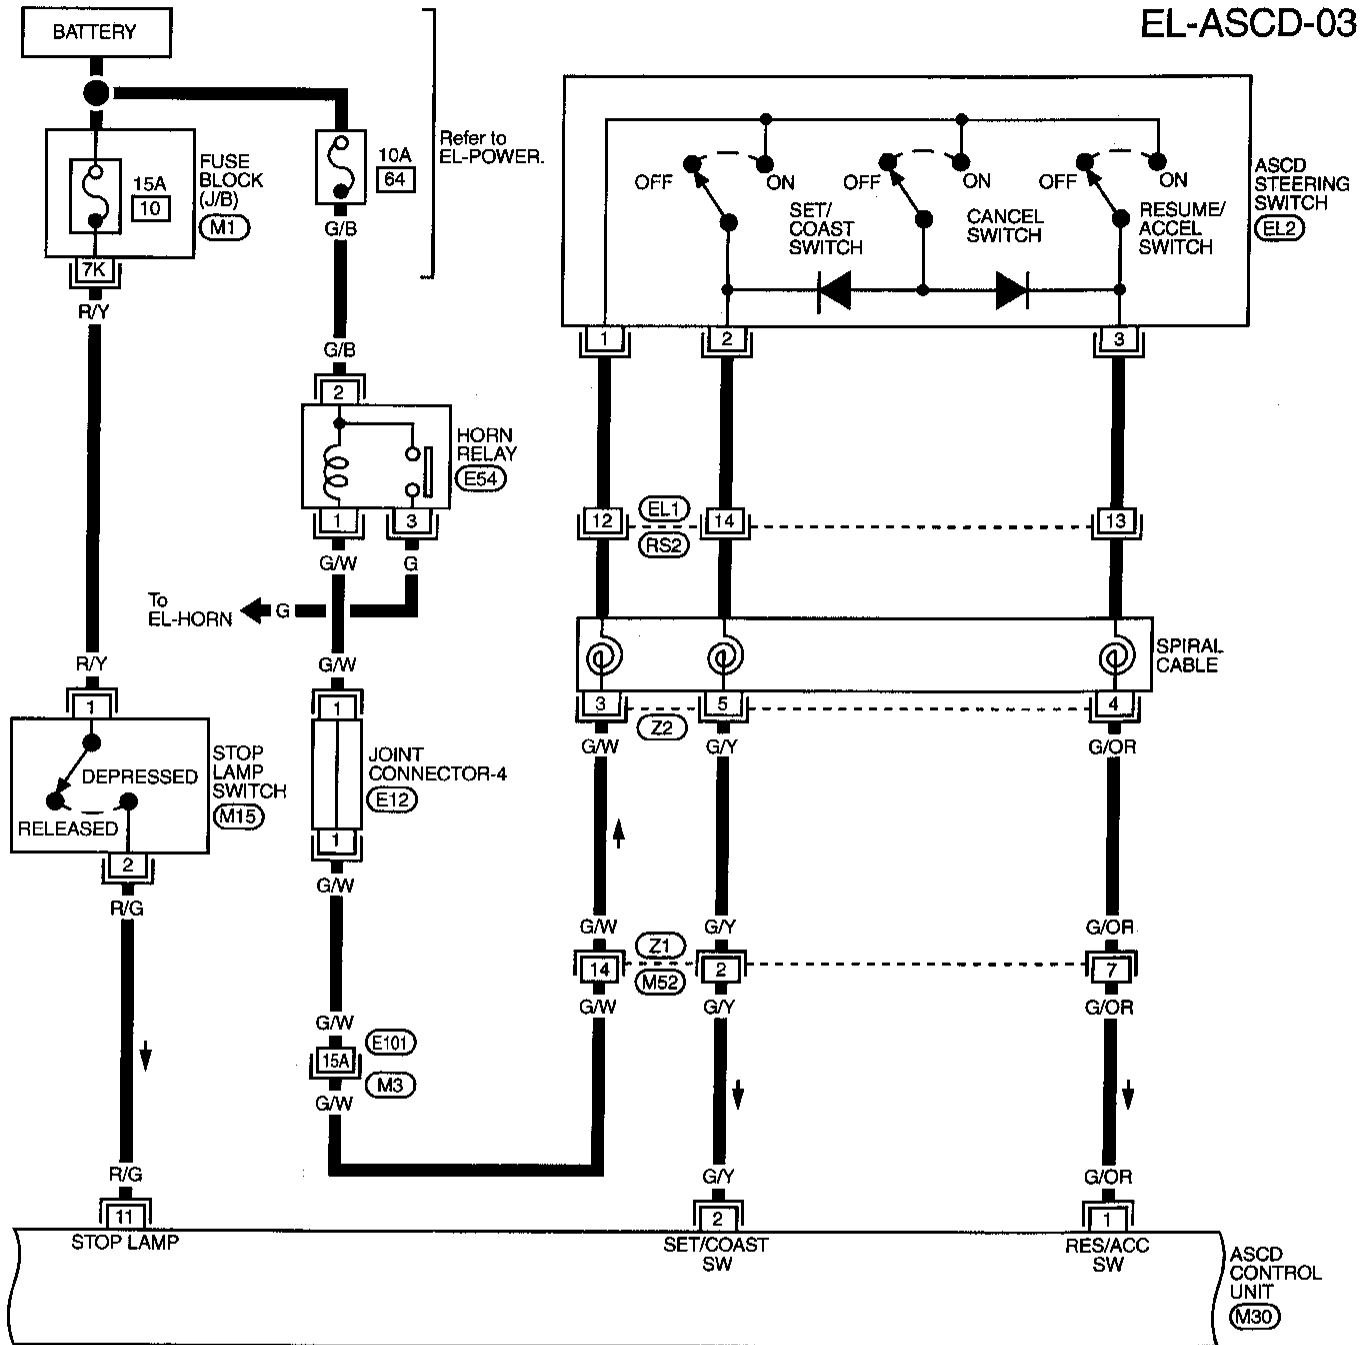 EL-ASCD-03
BATTERY
Refer to
EL-POWER.
15A
10
FUSE
BLOCK
(J/B)
M1
7K
R/Y
10A
64
G/B
G/B
2
HORN
RELAY
E54
1
3
G/W
G
To
EL-HORN
G
R/Y
G/W
1
STOP
LAMP
SWITCH
M15
DEPRESSED
RELEASED
2
R/G
1
JOINT
CONNECTOR-4
E12
1
G/W
G/W
15A
E101
M3
G/W
R/G
11
STOP LAMP
OFF
ON
SET/
COAST
SWITCH
OFF
ON
CANCEL
SWITCH
OFF
ON
RESUME/
ACCEL
SWITCH
ASCD
STEERING
SWITCH
EL2
1
2
3
12
EL1
RS2
14
13
SPIRAL
CABLE
3
Z2
5
4
G/W
G/Y
G/OR
G/W
G/Y
G/OR
14
Z1
M52
2
7
G/W
G/Y
G/OR
G/Y
G/OR
2
1
SET/COAST
SW
RES/ACC
SW
ASCD
CONTROL
UNIT
M30